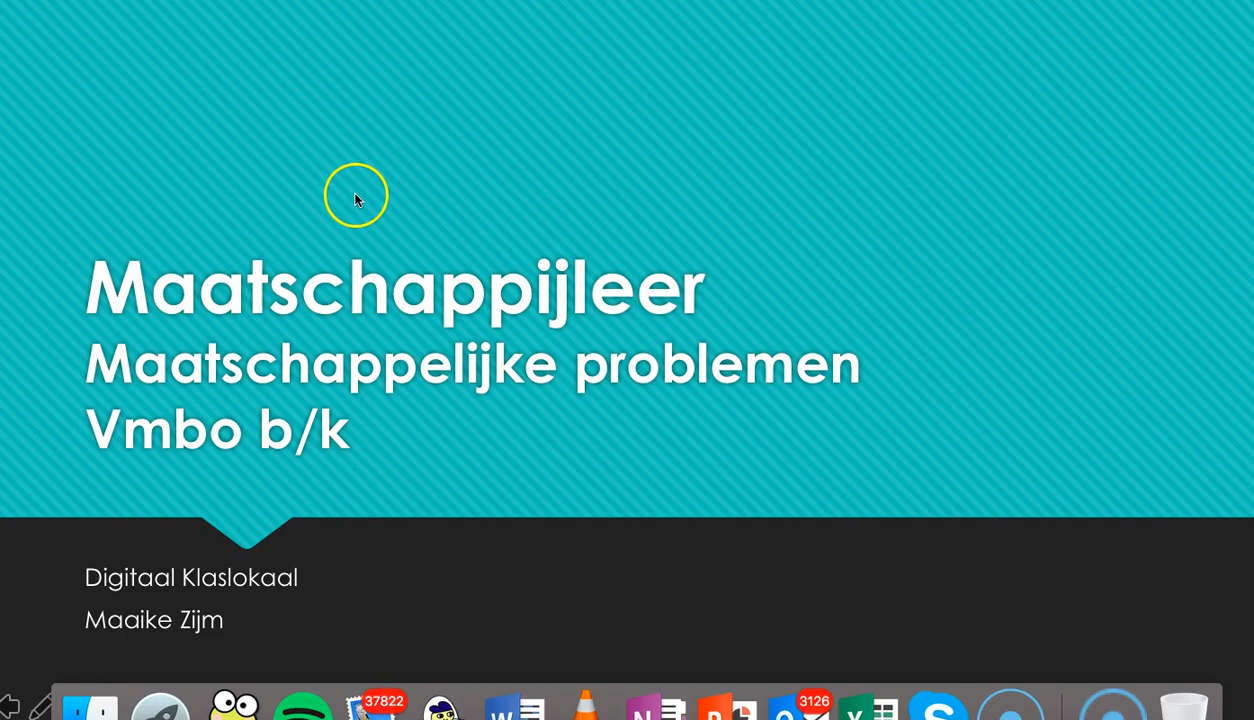 Maatschappijleer
Maatschappelijke problemen
Vmbo b/k
Digitaal Klaslokaal
Maaike Zijm
37822
3126
W
N
P
O
X
S